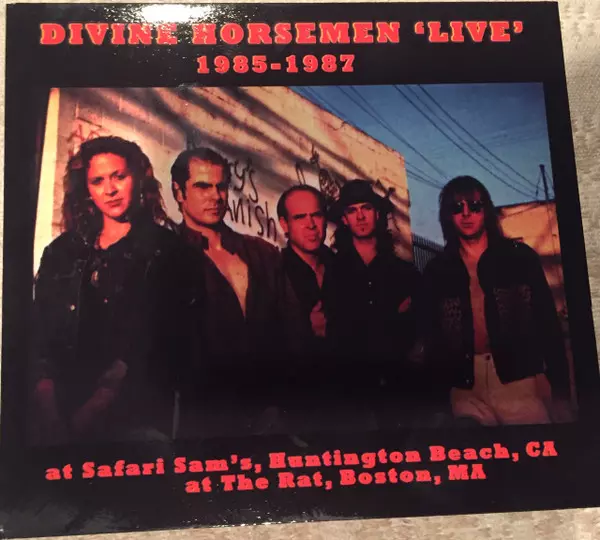 DIVINE HORSEMEN ‘LIVE’
1985-1987
at Safari Sam's, Huntington Beach, CA
at The Rat, Boston, MA